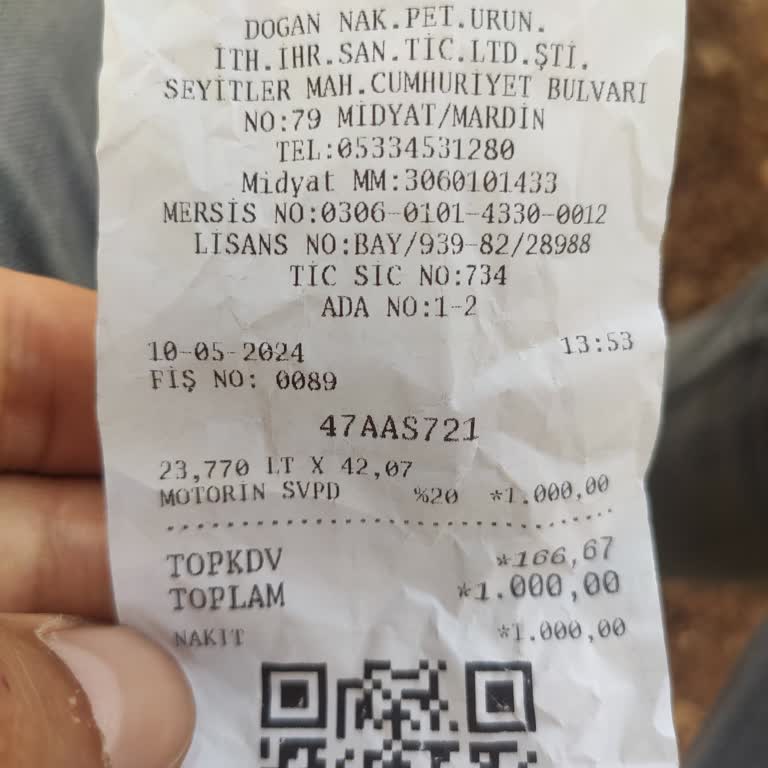 DOGAN NAK.PET.URUN.
İTH.İHR.SAN.TİC.LTD.ŞTİ.
SEYİTLER MAH.CUMHURİYET BULVARI
NO:79 MİDYAT/MARDİN
TEL:05334531280
Midyat MM:3060101433
MERSİS NO:0306-0101-4330-0012
LİSANS NO:BAY/939-82/28988
TİC SİC NO:734
ADA NO:1-2
10-05-2024 13:53
FİŞ NO: 0089
47AAS721
23,770 LT X 42,07
MOTORİN SVPD %20 *1.000,00
TOPKDV *166,67
TOPLAM *1.000,00
NAKİT *1.000,00